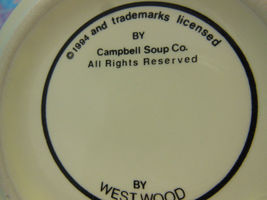 ©1994 and trademarks licensed
BY
Campbell Soup Co.
All Rights Reserved
BY
WESTWOOD